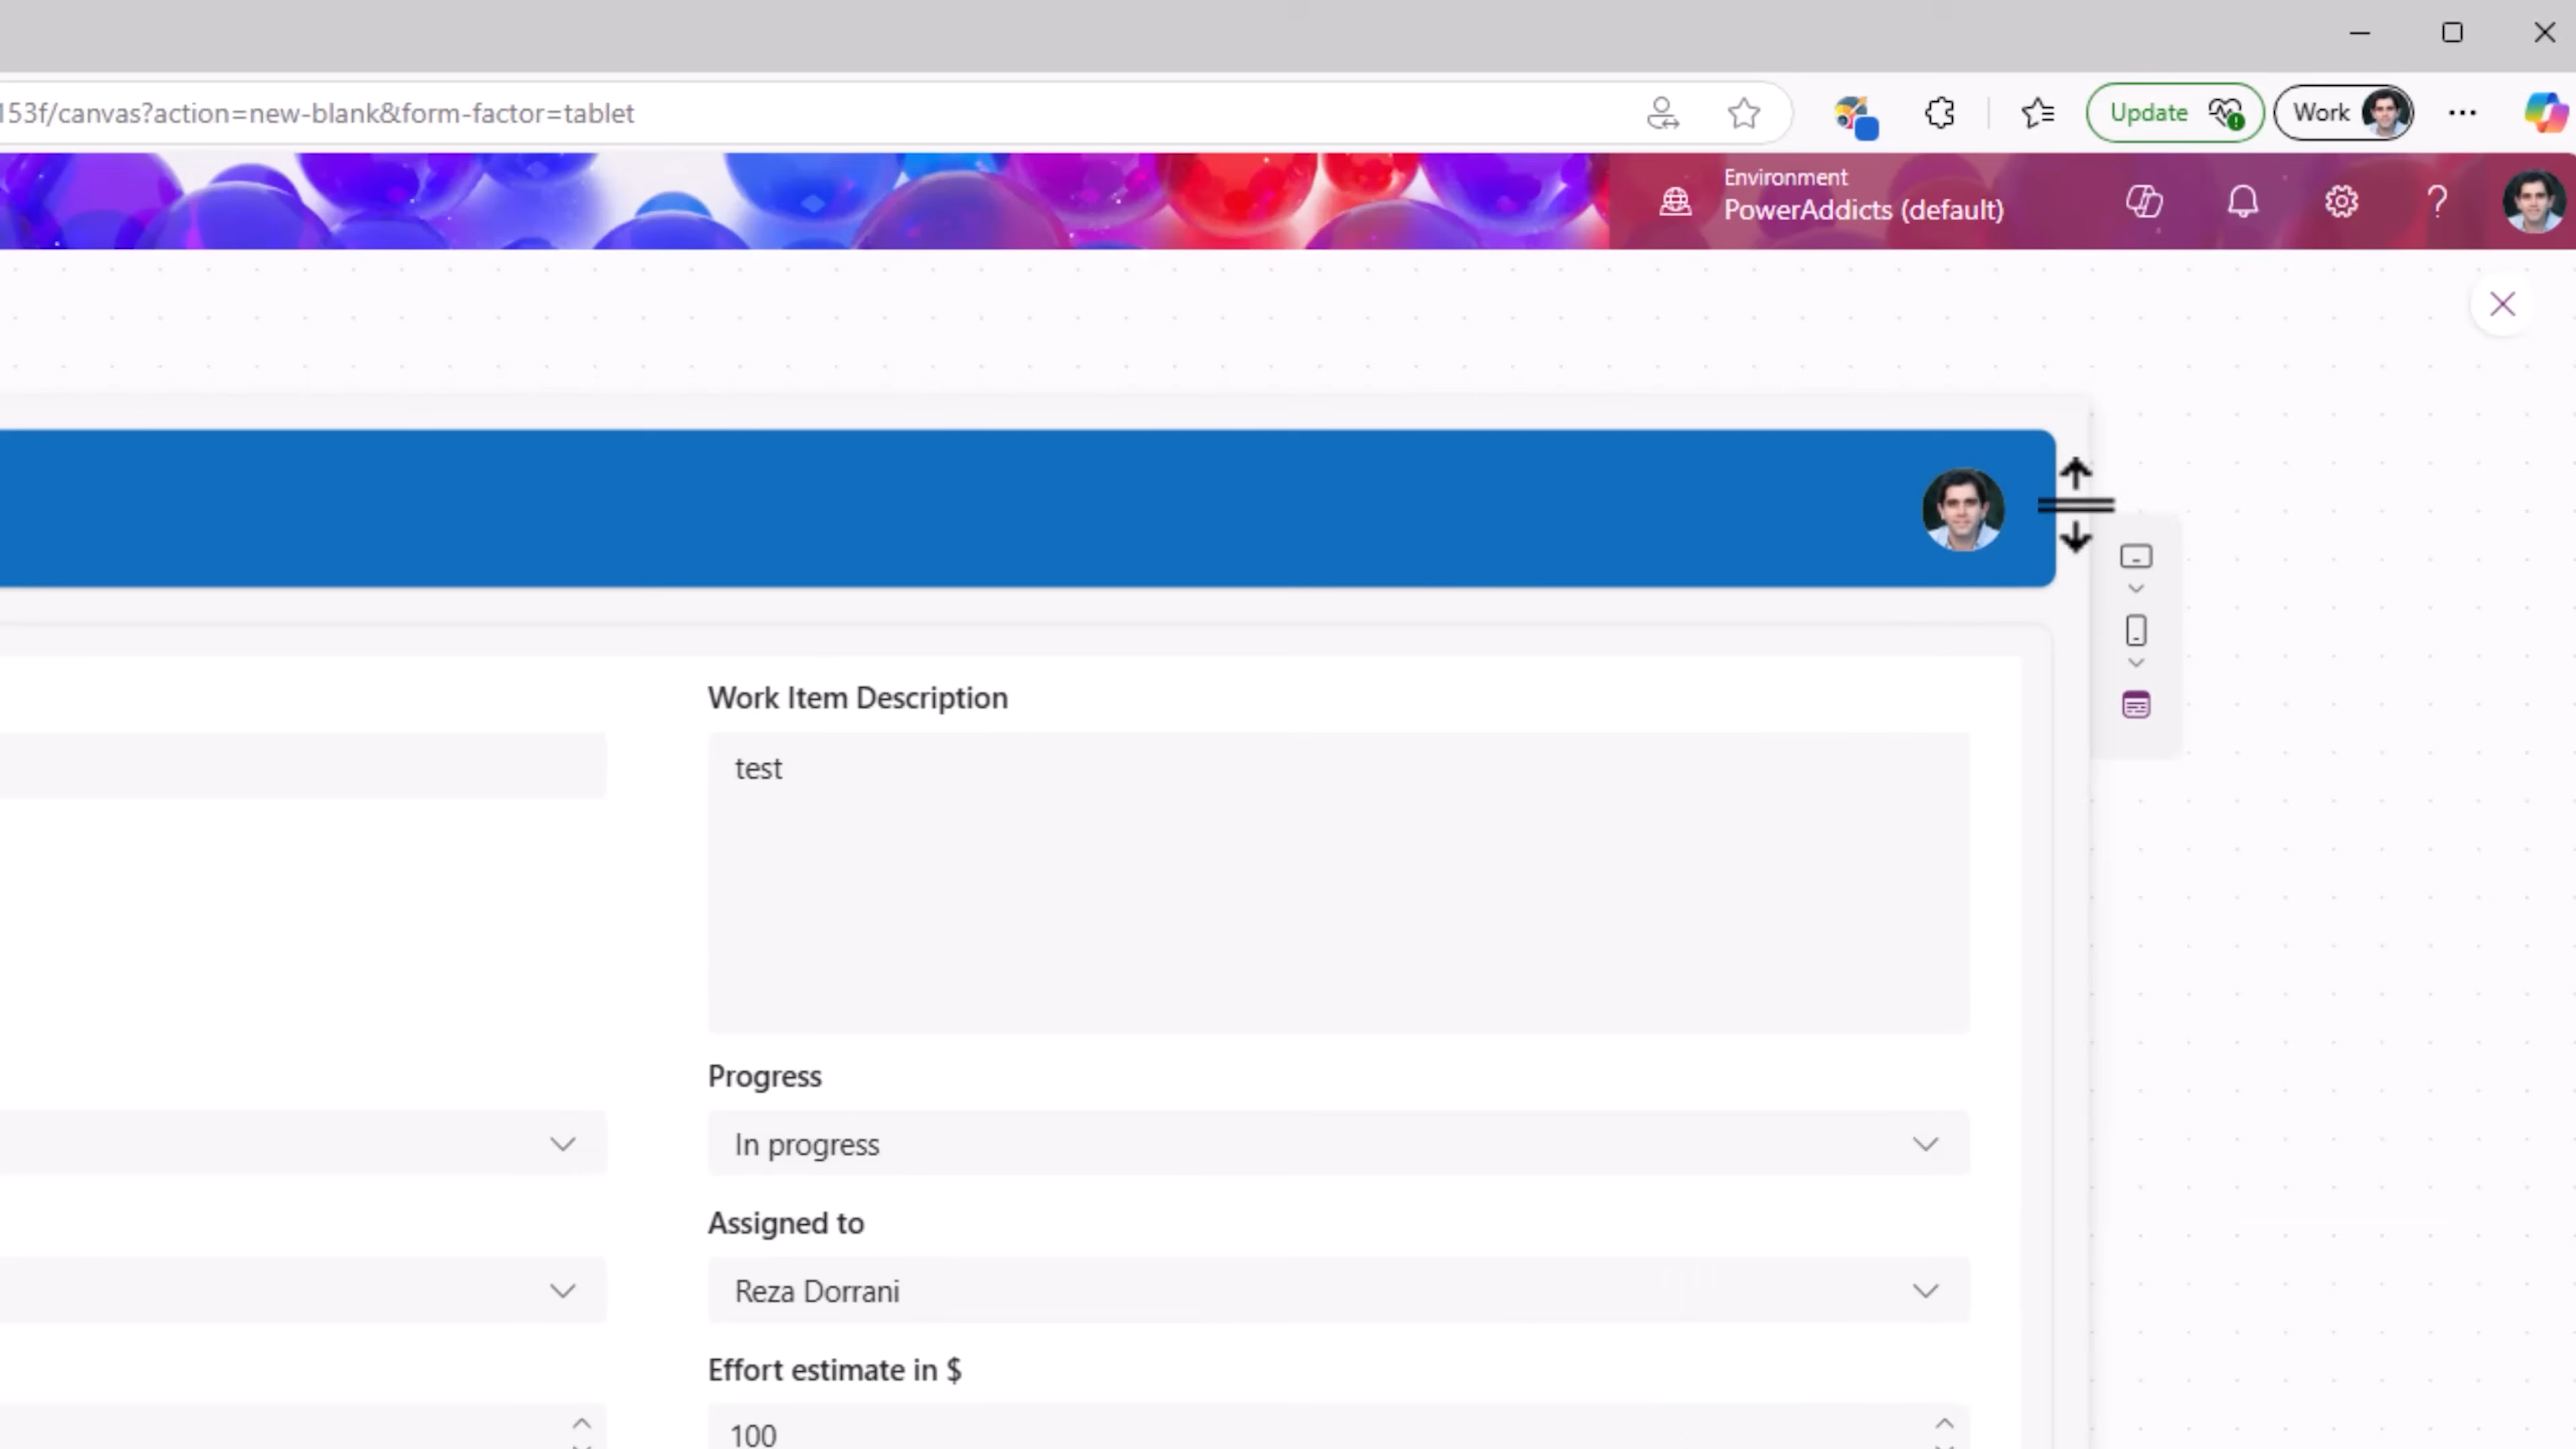 153f/canvas?action=new-blank&form-factor=tablet
Update
Work
Environment
PowerAddicts (default)
Work Item Description
test
Progress
In progress
Assigned to
Reza Dorrani
Effort estimate in $
100